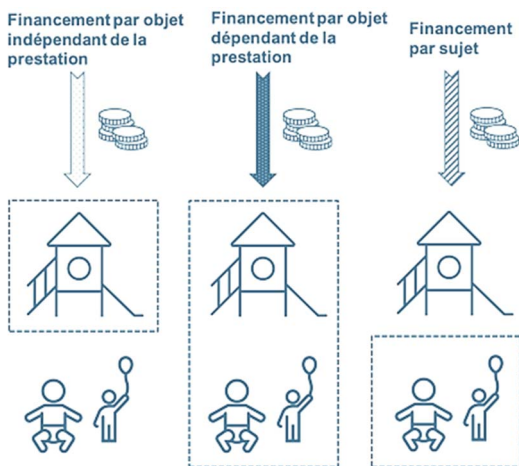 Financement par objet
indépendant de la
prestation
Financement par objet
dépendant de la
prestation
Financement
par sujet